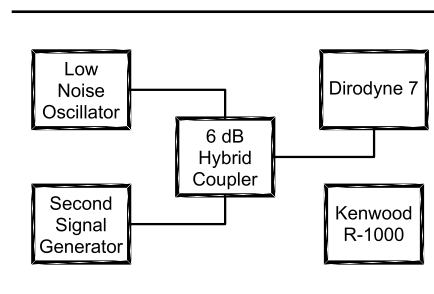 Low
Noise
Oscillator
Dirodyne 7
6 dB
Hybrid
Coupler
Second
Signal
Generator
Kenwood
R-1000